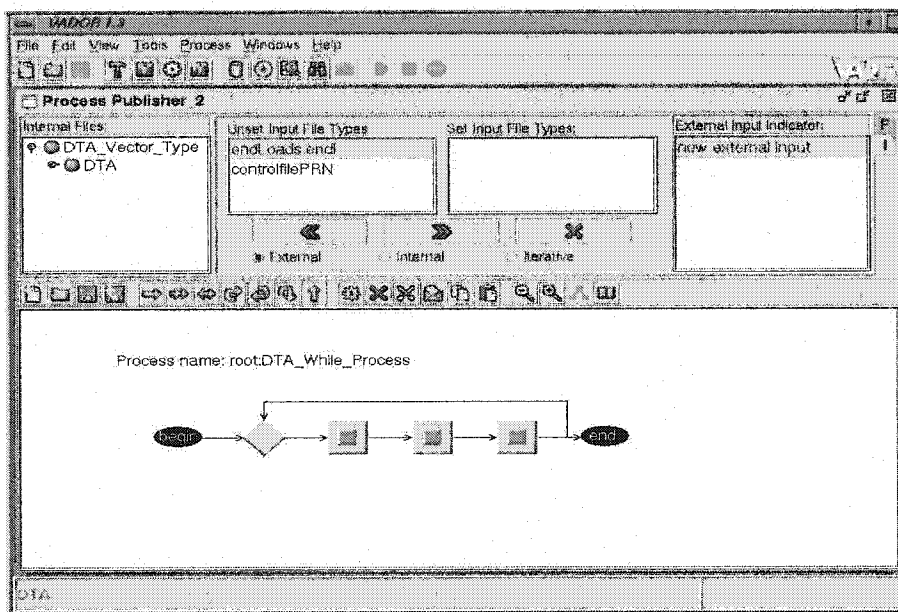 VADOR 1.3
File Edit View Tools Process Windows Help
Process Publisher_2
Internal Files:
DTA_Vector_Type
DTA
Unset Input File Types
endLoads.endl
controlfilePRN
Set Input File Types:
External Input Indicator:
new external input
External
Internal
Iterative
Process name: root:DTA_While_Process
begin
end
DTA